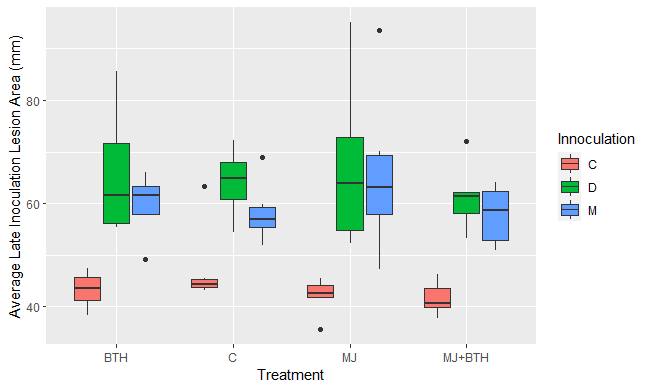 Average Late Inoculation Lesion Area (mm)
80
60
40
BTH
C
MJ
MJ+BTH
Treatment
Innoculation
C
D
M